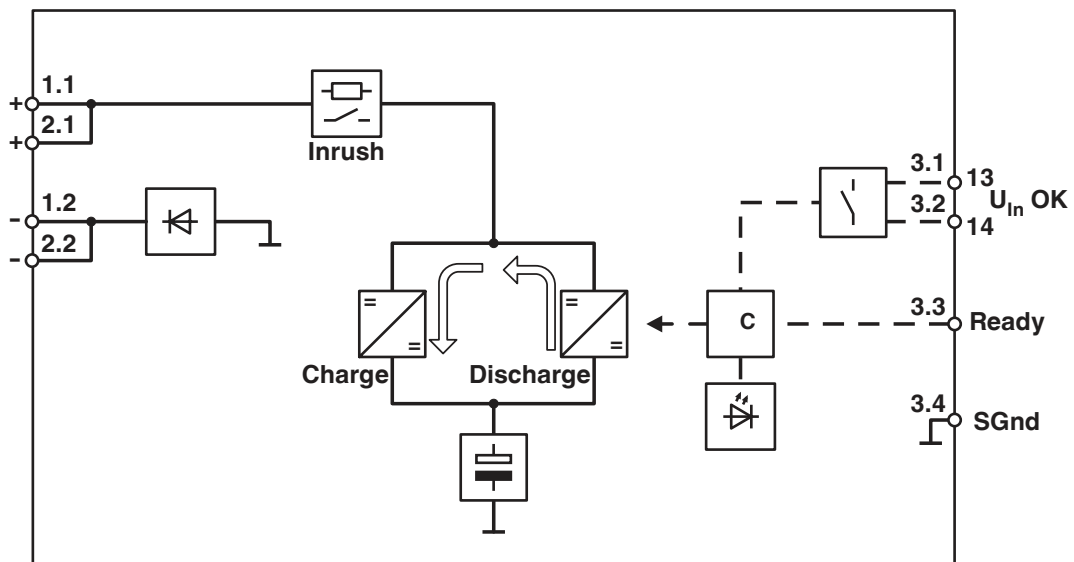 1.1
+
2.1
+
Inrush
1.2
-
2.2
-
3.1
13
U_In OK
3.2
14
=
=
=
=
Charge
Discharge
C
3.3
Ready
3.4
SGnd